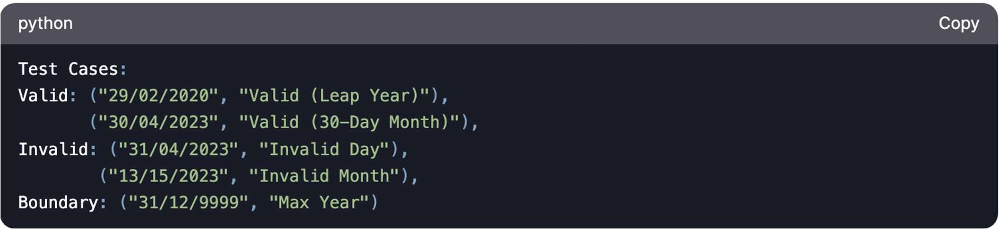 python
Copy
Test Cases:
Valid: ("29/02/2020", "Valid (Leap Year)"),
("30/04/2023", "Valid (30-Day Month)"),
Invalid: ("31/04/2023", "Invalid Day"),
("13/15/2023", "Invalid Month"),
Boundary: ("31/12/9999", "Max Year")